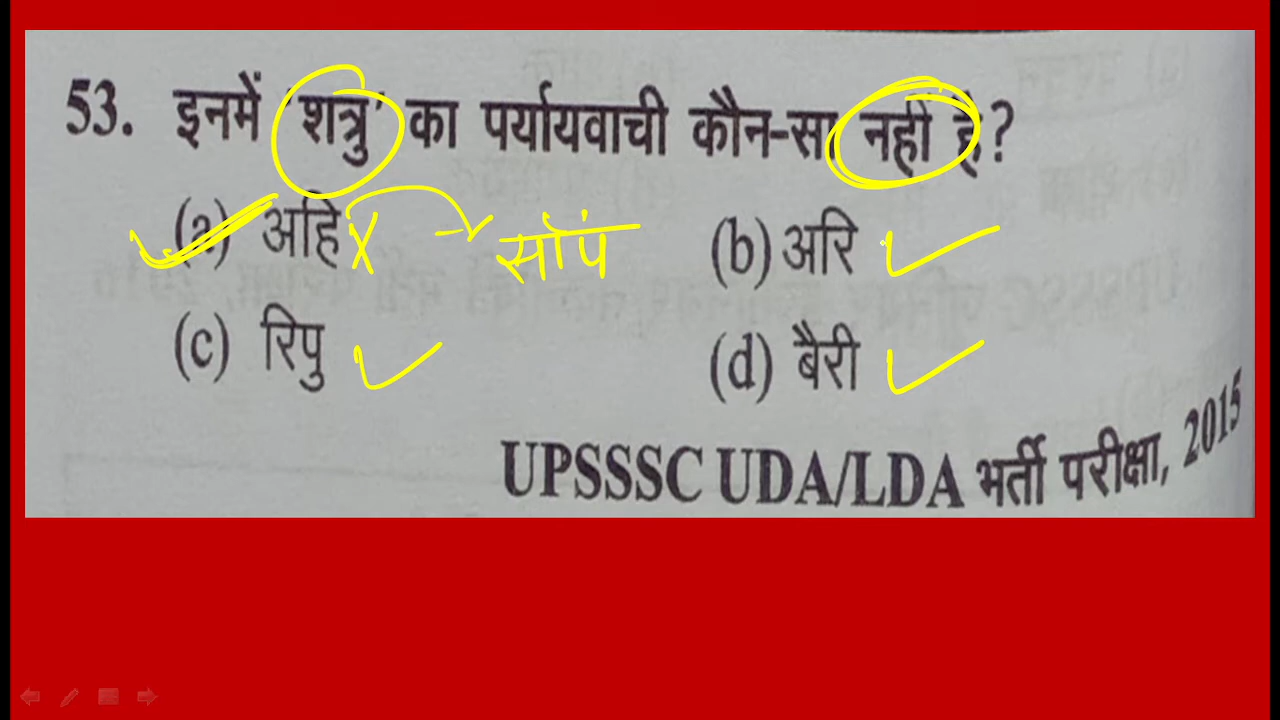 53. इनमें 'शत्रु' का पर्यायवाची कौन-सा नहीं है?
(a) अहि x → साँप (b) अरि
(c) रिपु (d) बैरी
UPSSSC UDA/LDA भर्ती परीक्षा, 2015